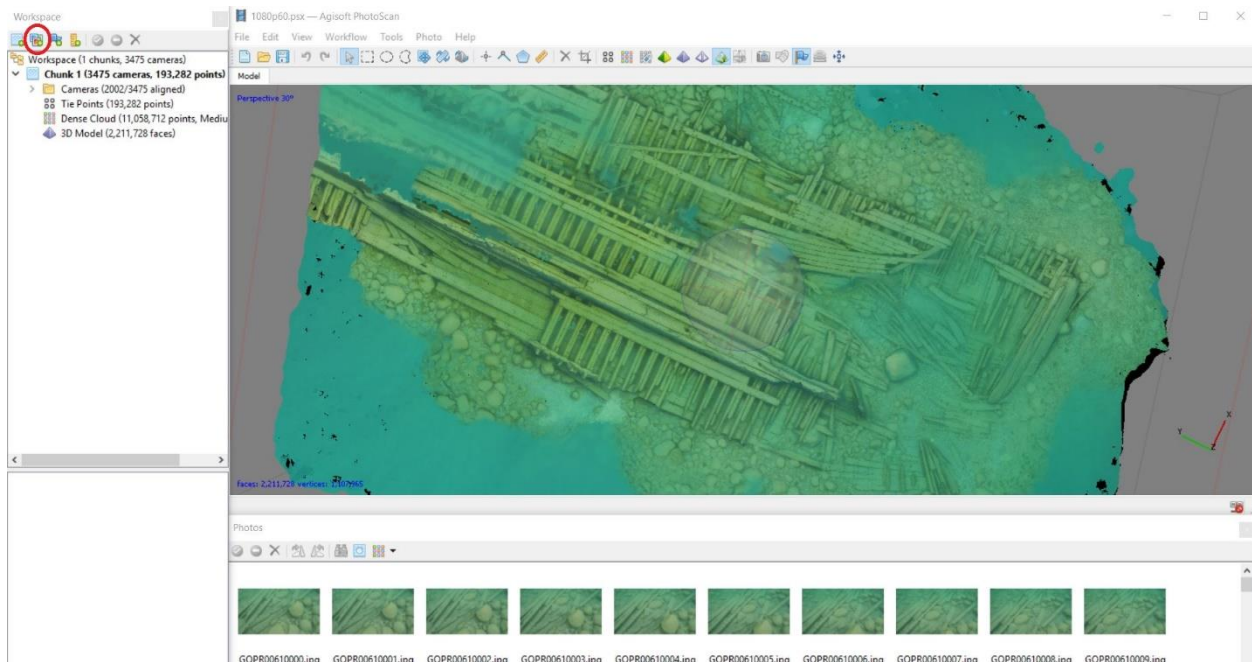 Workspace
Workspace (1 chunks, 3475 cameras)
Chunk 1 (3475 cameras, 193,282 points)
Cameras (2002/3475 aligned)
Tie Points (193,282 points)
Dense Cloud (11,058,712 points, Mediu
3D Model (2,211,728 faces)
1080p60.psx — Agisoft PhotoScan
File Edit View Workflow Tools Photo Help
Model
Perspective 30°
X
Y
Z
faces: 2,211,728 vertices: 1,107,965
Photos
GOPR00610000.jpg GOPR00610001.jpg GOPR00610002.jpg GOPR00610003.jpg GOPR00610004.jpg GOPR00610005.jpg GOPR00610006.jpg GOPR00610007.jpg GOPR00610008.jpg GOPR00610009.jpg